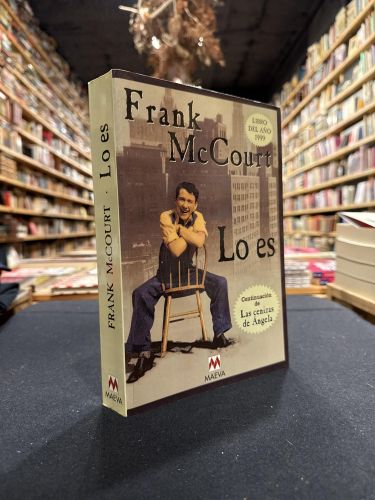 Frank
McCourt
LIBRO
DEL AÑO
1999
Lo es
Continuación
de
Las cenizas
de Ángela
M
MAEVA
FRANK McCOURT · Lo es
M
MAEVA